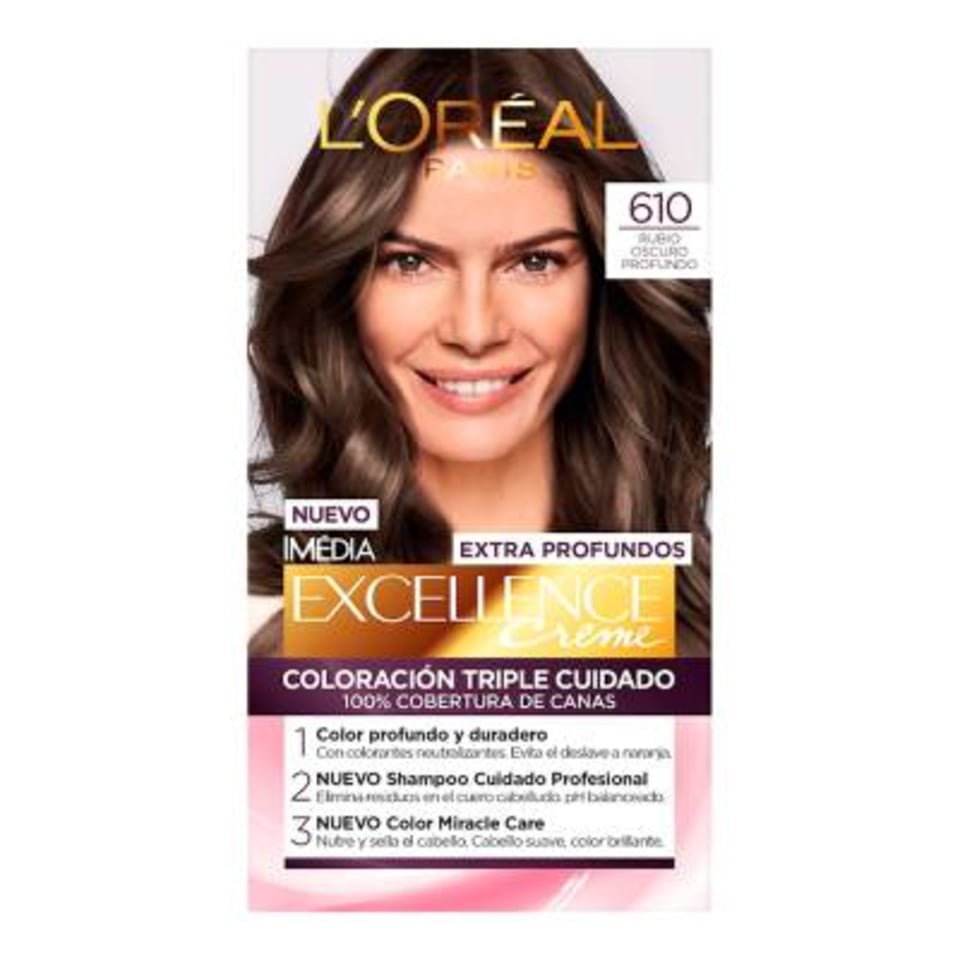 L'ORÉAL
PARIS
610
RUBIO
OSCURO
PROFUNDO
NUEVO
IMÉDIA
EXTRA PROFUNDOS
EXCELLENCE
Creme
COLORACIÓN TRIPLE CUIDADO
100% COBERTURA DE CANAS
1 Color profundo y duradero
Con colorantes neutralizantes. Evita el deslave a naranja.
2 NUEVO Shampoo Cuidado Profesional
Elimina residuos en el cuero cabelludo. pH balanceado.
3 NUEVO Color Miracle Care
Nutre y sella el cabello. Cabello suave, color brillante.